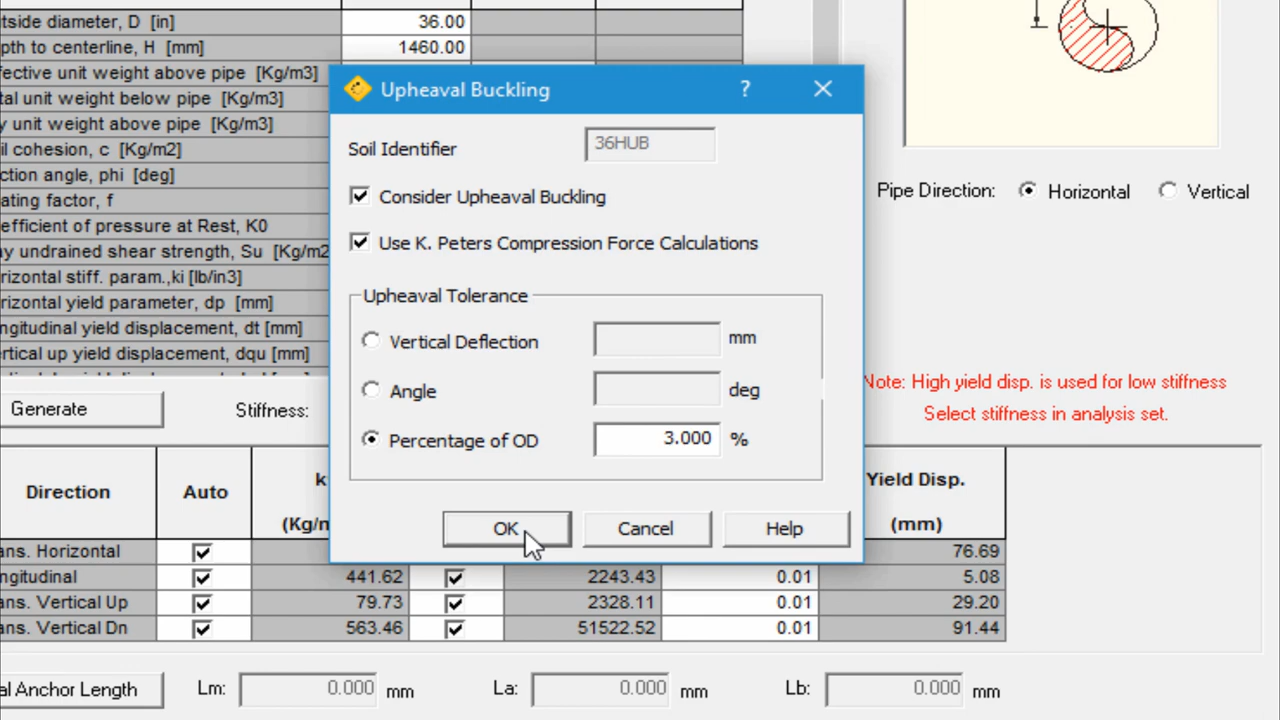 tside diameter, D [in] 36.00
pth to centerline, H [mm] 1460.00
fective unit weight above pipe [Kg/m3]
tal unit weight below pipe [Kg/m3]
y unit weight above pipe [Kg/m3]
il cohesion, c [Kg/m2]
ction angle, phi [deg]
ating factor, f
efficient of pressure at Rest, K0
ay undrained shear strength, Su [Kg/m2
rizontal stiff. param.,ki [lb/in3]
rizontal yield parameter, dp [mm]
ngitudinal yield displacement, dt [mm]
ertical up yield displacement, dqu [mm]
Generate Stiffness:
Upheaval Buckling ?
Soil Identifier 36HUB
Consider Upheaval Buckling
Use K. Peters Compression Force Calculations
Upheaval Tolerance
Vertical Deflection mm
Angle deg
Percentage of OD 3.000 %
OK Cancel Help
Pipe Direction: Horizontal Vertical
Note: High yield disp. is used for low stiffness
Select stiffness in analysis set.
Direction Auto k Yield Disp.
(Kg/m (mm)
ans. Horizontal 76.69
ngitudinal 441.62 2243.43 0.01 5.08
ans. Vertical Up 79.73 2328.11 0.01 29.20
ans. Vertical Dn 563.46 51522.52 0.01 91.44
al Anchor Length Lm: 0.000 mm La: 0.000 mm Lb: 0.000 mm